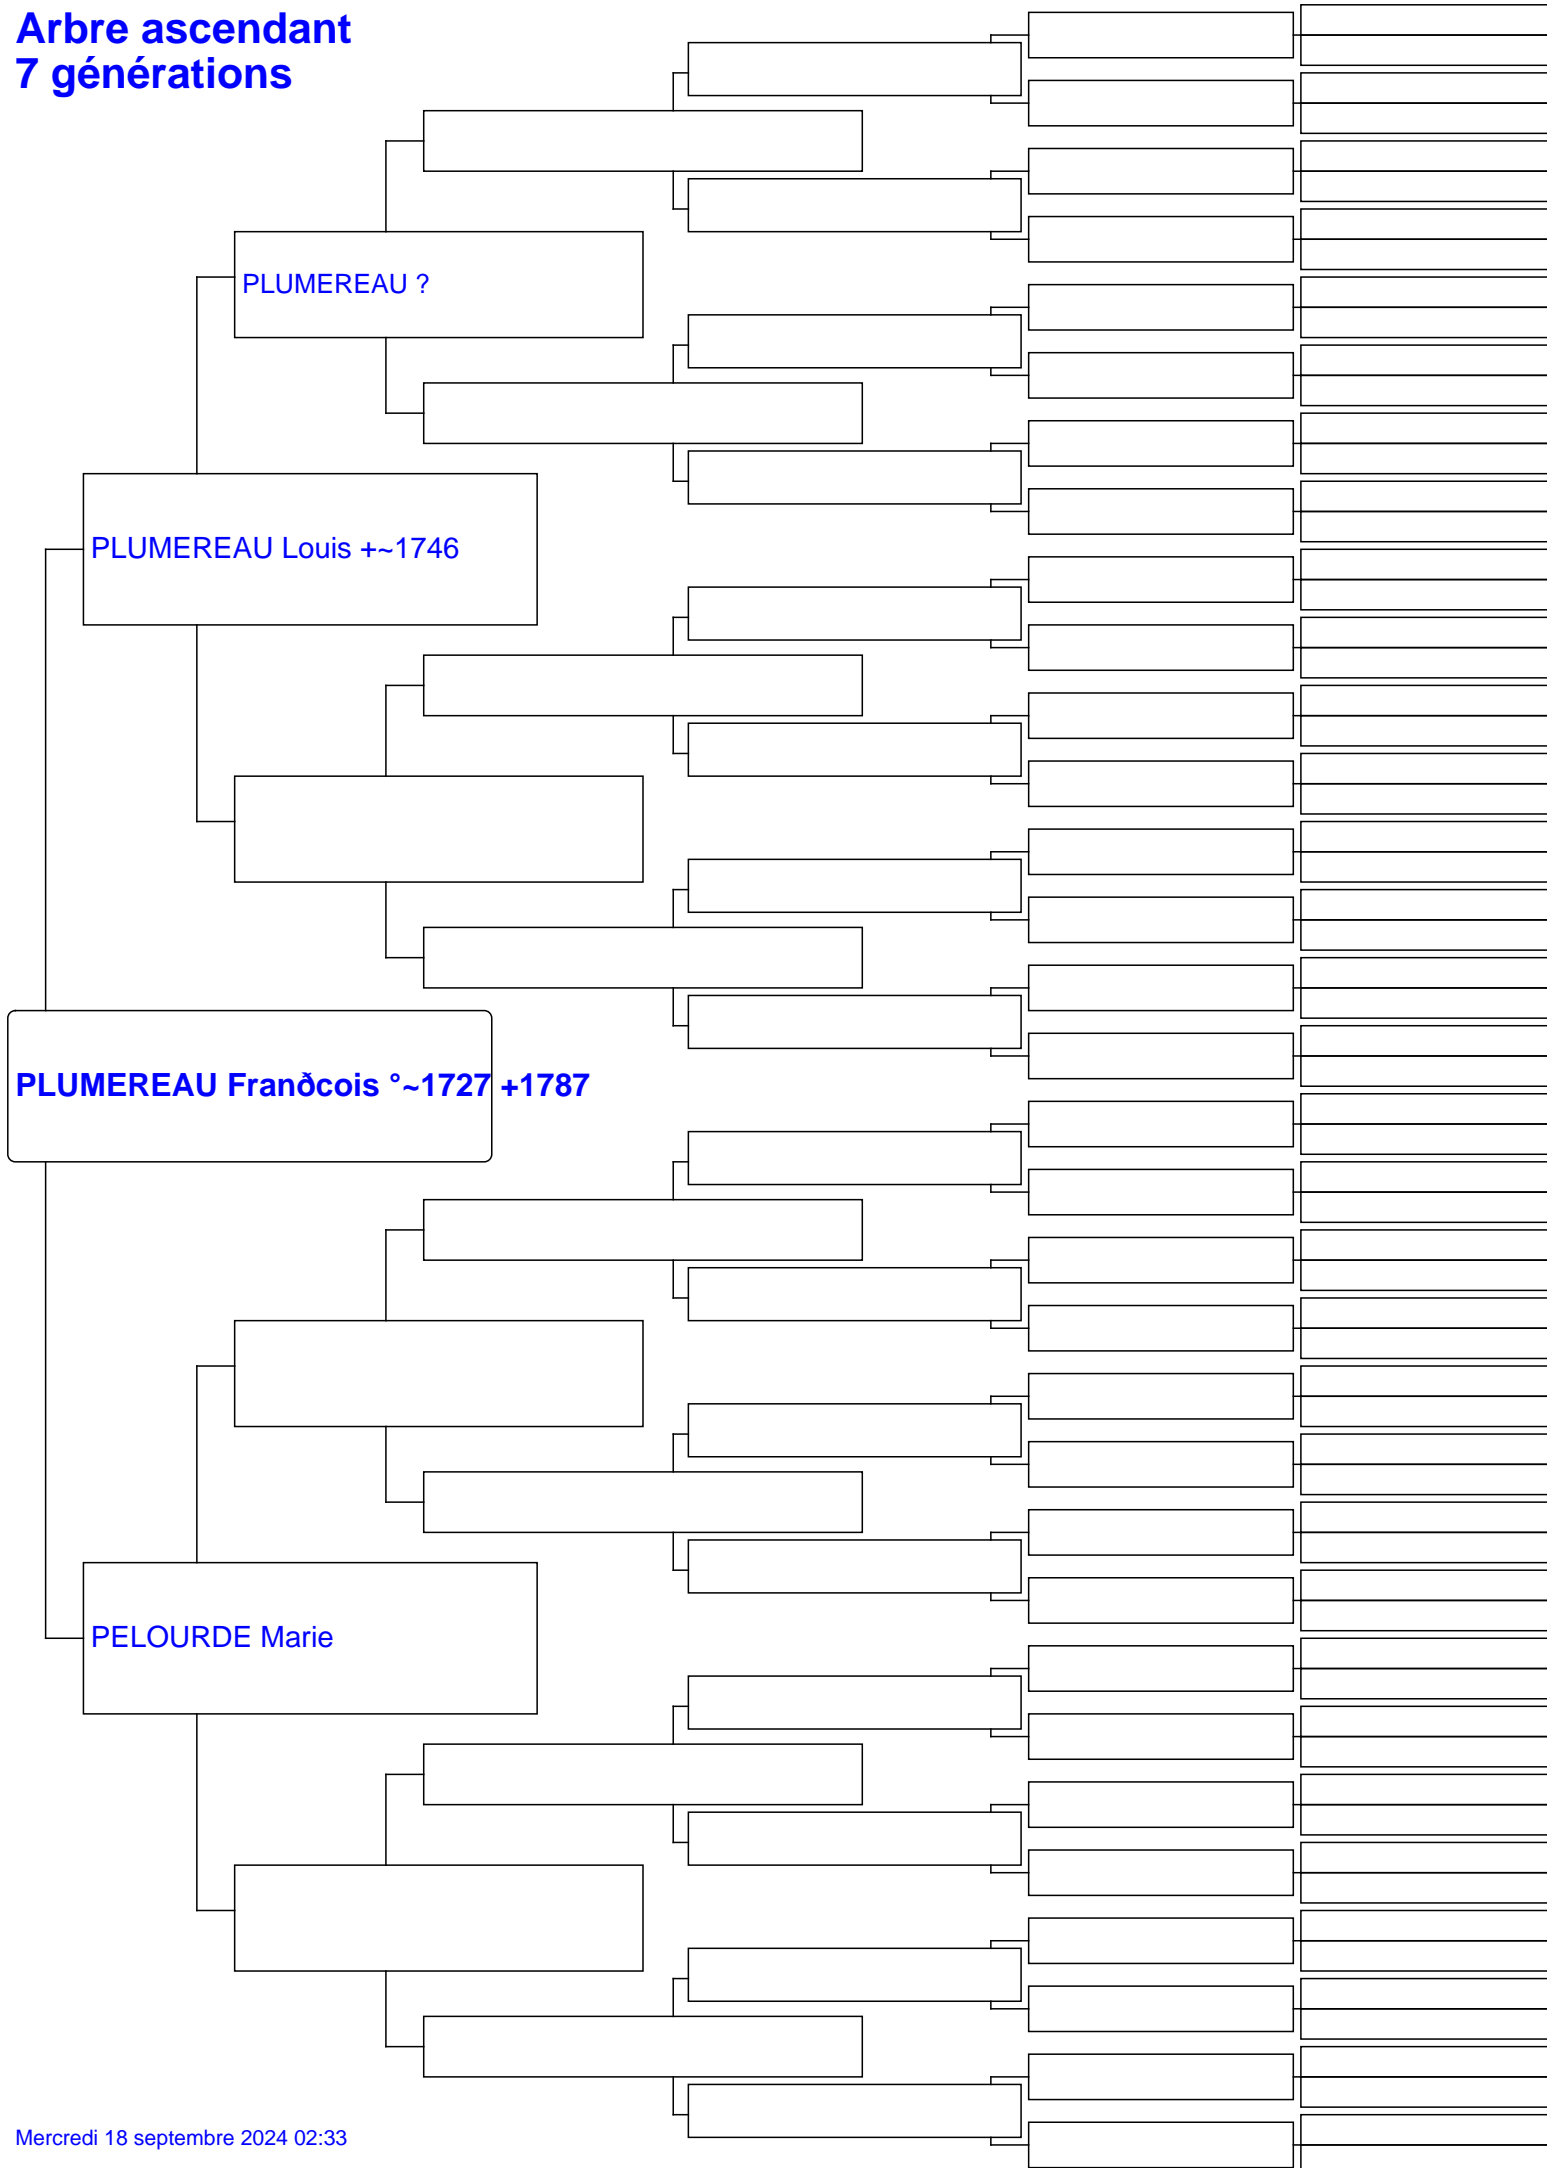 Arbre ascendant
7 générations
PLUMEREAU ?
PLUMEREAU Louis +~1746
PLUMEREAU Franðcois °~1727 +1787
PELOURDE Marie
Mercredi 18 septembre 2024 02:33